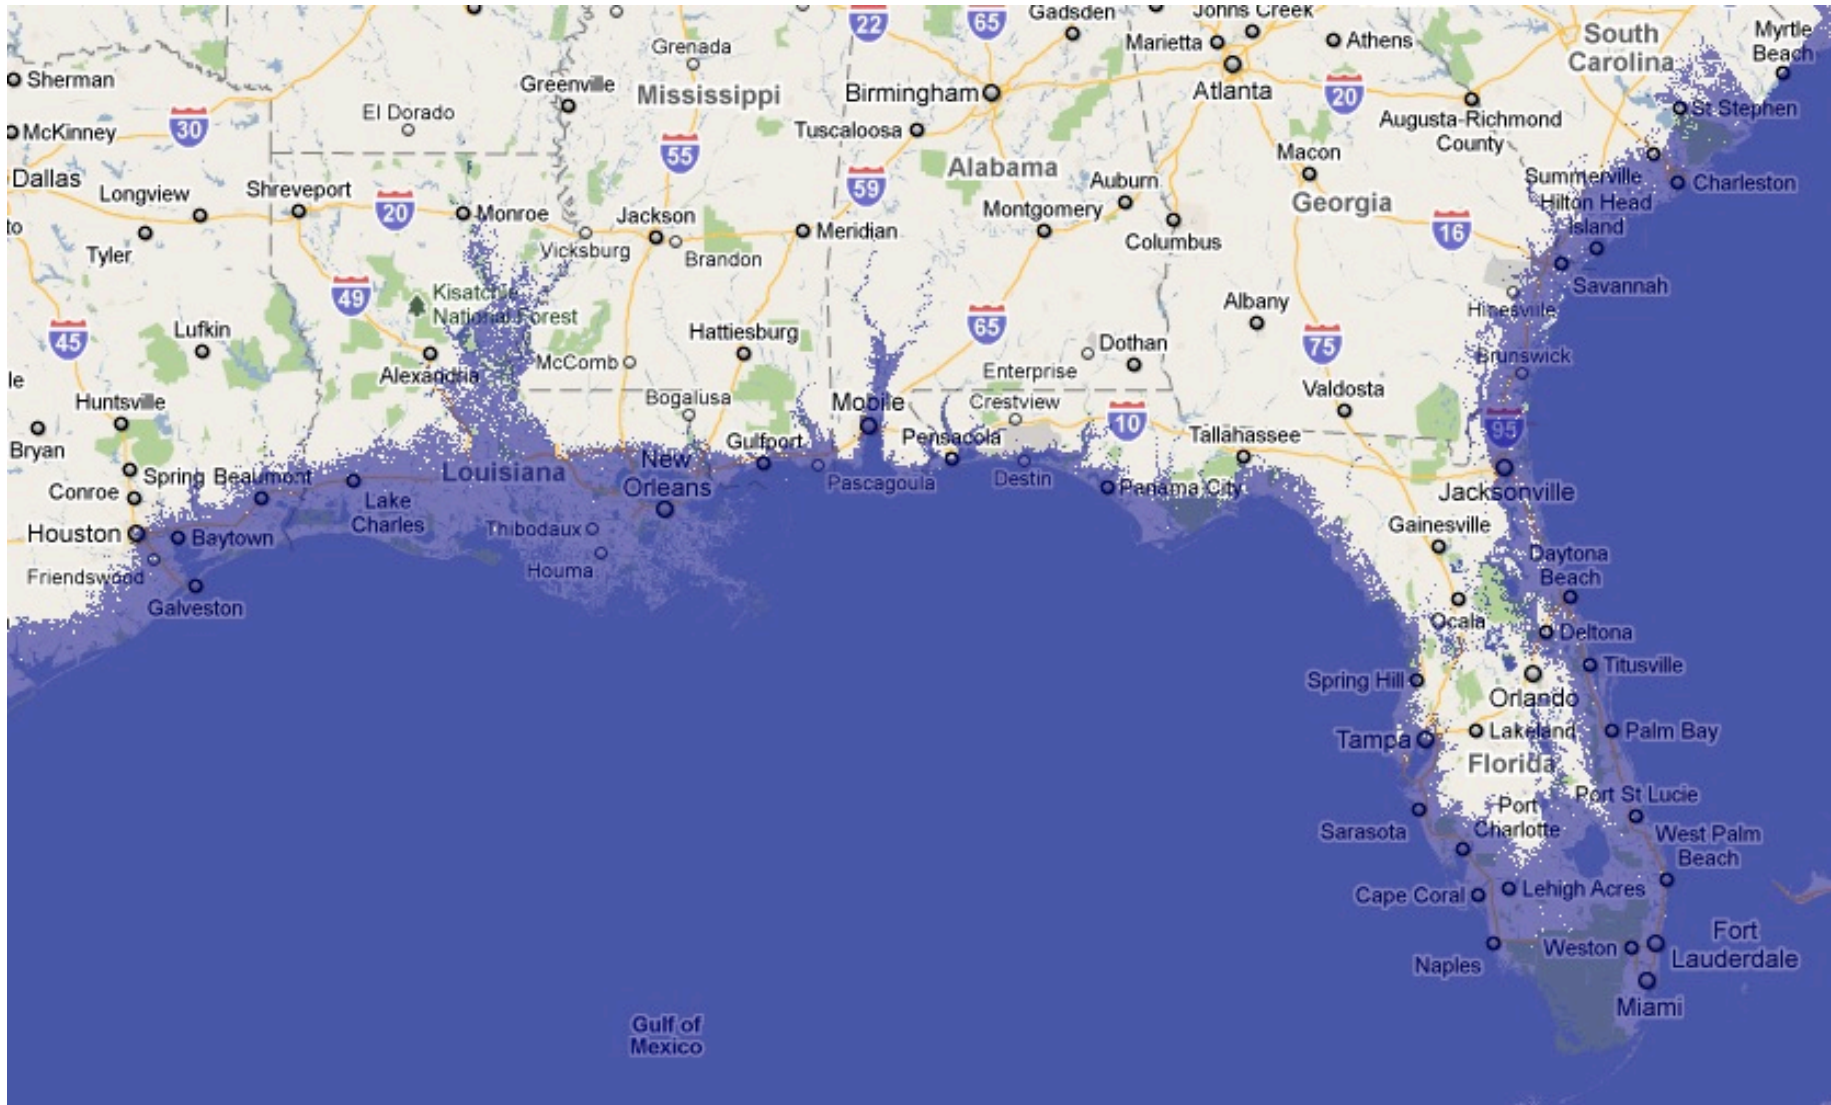 22
65
Gadsden
Johns Creek
South
Carolina
Myrtle
Beach
Sherman
Grenada
Greenville
Mississippi
Birmingham
Marietta
Athens
Atlanta
20
30
El Dorado
St Stephen
McKinney
Tuscaloosa
Augusta-Richmond
County
55
Alabama
Macon
Dallas
Longview
Shreveport
20
59
Auburn
Summerville
Charleston
Monroe
Jackson
Montgomery
Georgia
Hilton Head
Island
to
Tyler
Vicksburg
Brandon
Meridian
Columbus
16
49
Kisatchie
National Forest
Savannah
45
Lufkin
Hattiesburg
65
Albany
Hinesville
75
McComb
Dothan
Brunswick
le
Alexandria
Enterprise
Valdosta
Huntsville
Bogalusa
Mobile
Crestview
10
95
Bryan
Gulfport
Pensacola
Tallahassee
Spring
Beaumont
Louisiana
New
Orleans
Pascagoula
Destin
Panama City
Conroe
Lake
Charles
Jacksonville
Houston
Baytown
Thibodaux
Gainesville
Friendswood
Houma
Daytona
Beach
Galveston
Ocala
Deltona
Spring Hill
Titusville
Orlando
Tampa
Lakeland
Palm Bay
Florida
Port
Charlotte
Port St Lucie
Sarasota
West Palm
Beach
Cape Coral
Lehigh Acres
Naples
Weston
Fort
Lauderdale
Miami
Gulf of
Mexico